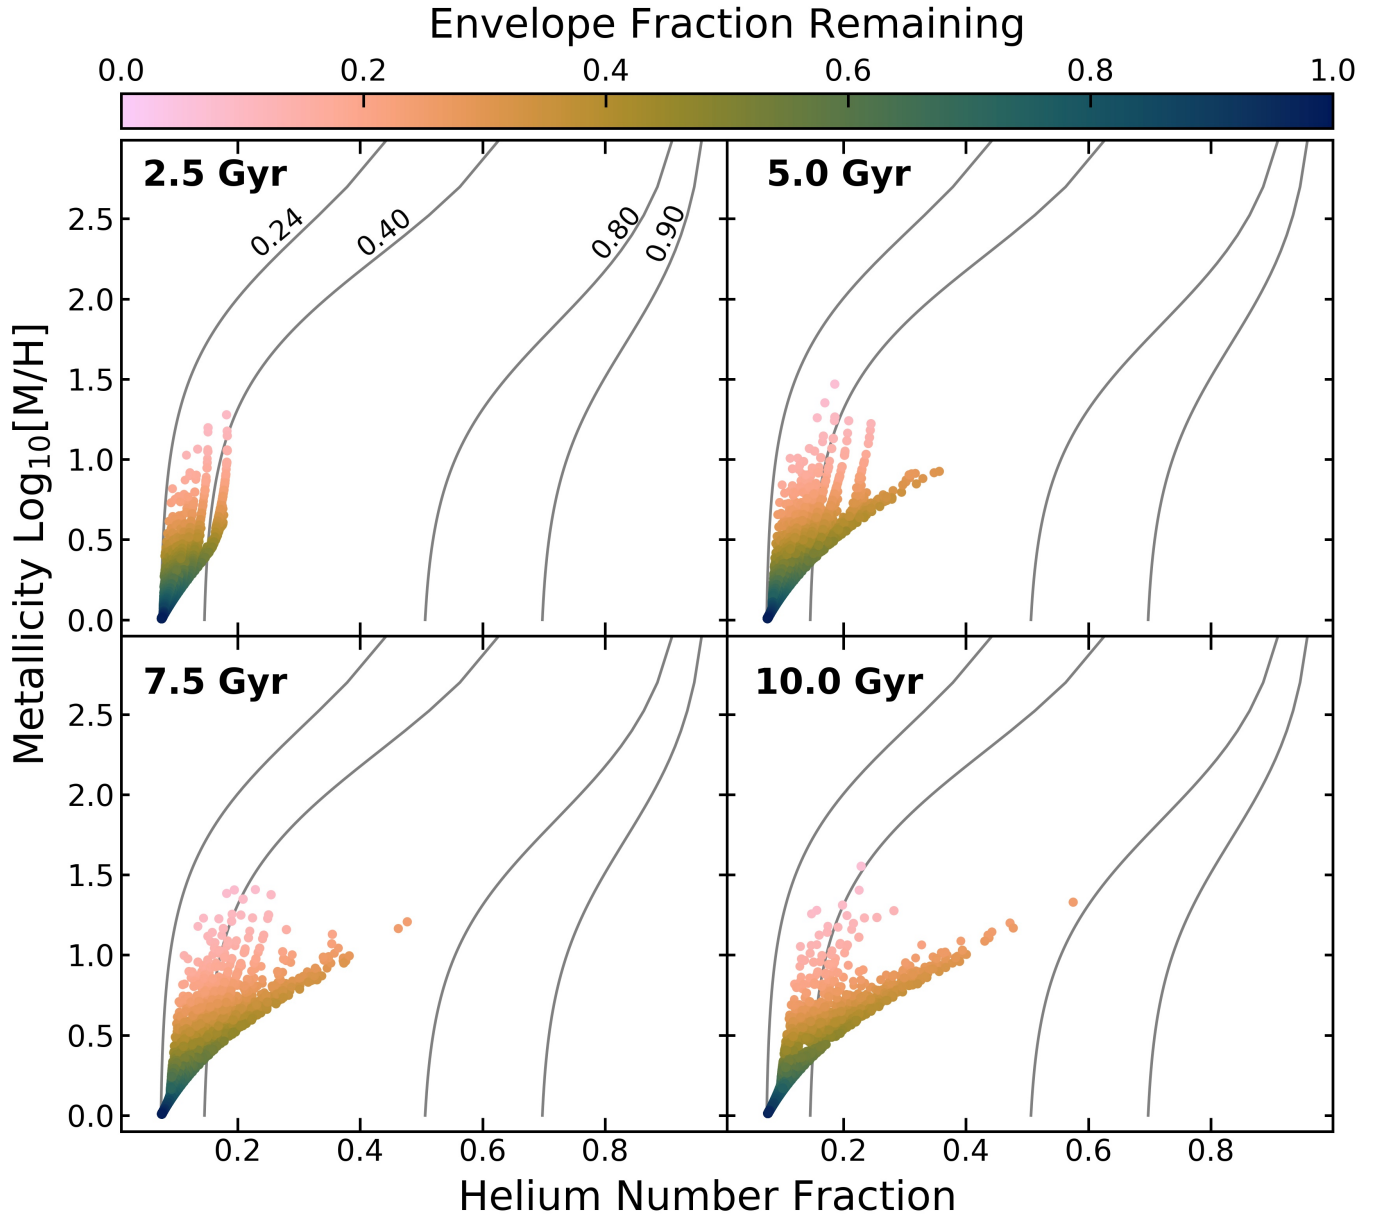 Envelope Fraction Remaining
0.0 0.2 0.4 0.6 0.8 1.0
2.5 Gyr
5.0 Gyr
0.24
0.40
0.80
0.90
2.5
2.0
1.5
1.0
0.5
0.0
7.5 Gyr
10.0 Gyr
2.5
2.0
1.5
1.0
0.5
0.0
0.2 0.4 0.6 0.8 0.2 0.4 0.6 0.8
Metallicity Log₁₀[M/H]
Helium Number Fraction